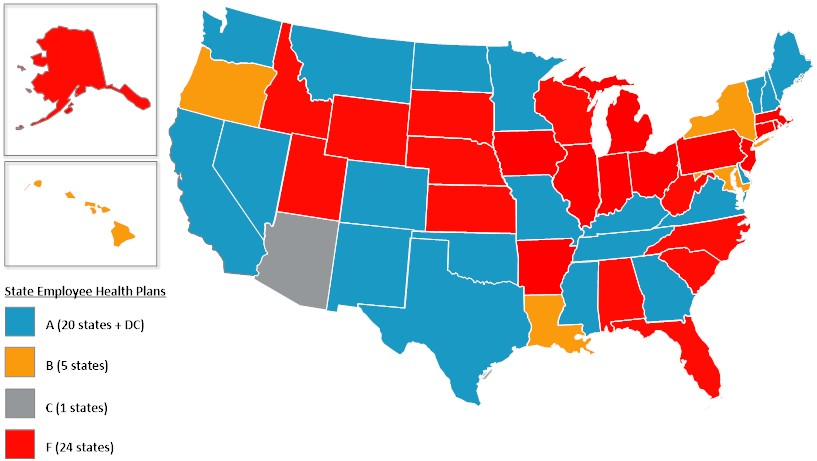 State Employee Health Plans
A (20 states + DC)
B (5 states)
C (1 states)
F (24 states)